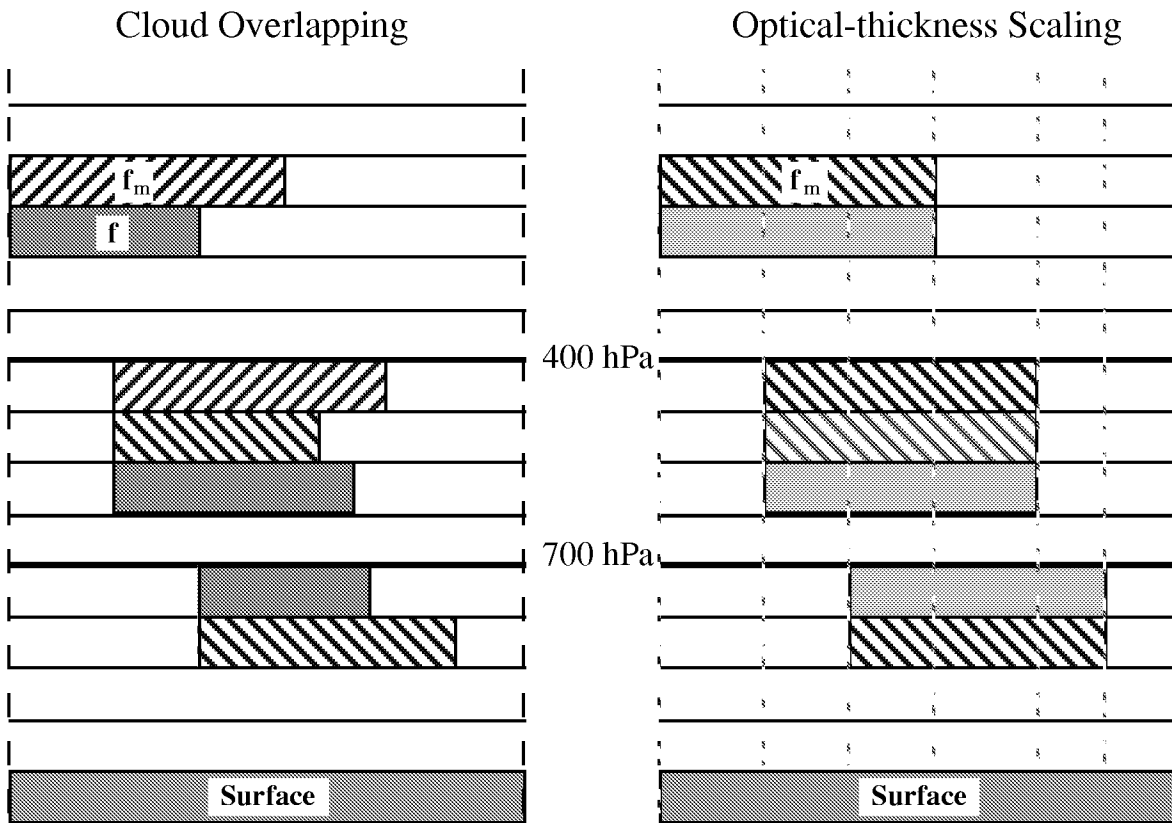 Cloud Overlapping
Optical-thickness Scaling
fm
fm
f
400 hPa
700 hPa
Surface
Surface